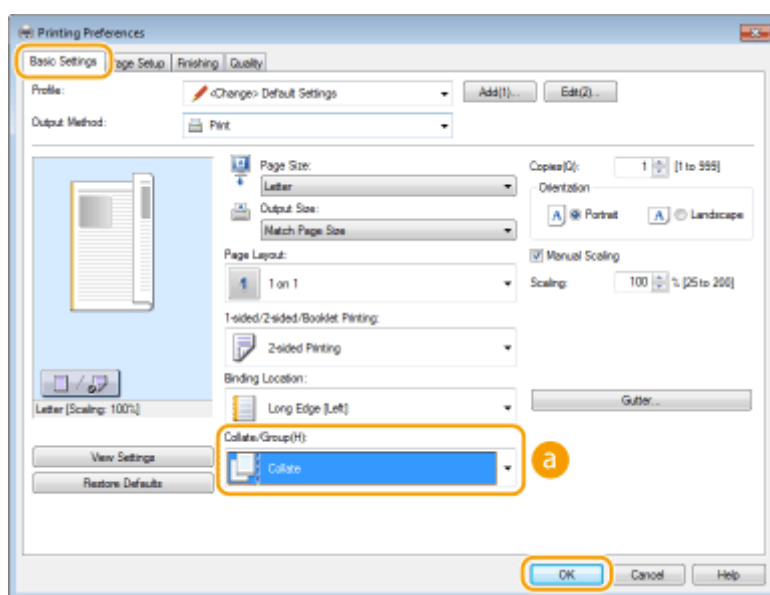 Printing Preferences
Basic Settings Page Setup Finishing Quality
Profile: <Change> Default Settings Add(1)... Edit(2)...
Output Method: Print
Page Size: Copies(Q): 1 [1 to 999]
Letter Orientation
Output Size: A Portrait A Landscape
Match Page Size
Page Layout: Manual Scaling
1 1 on 1 Scaling: 100 % [25 to 200]
1-sided/2-sided/Booklet Printing:
2-sided Printing
Binding Location:
Letter [Scaling: 100%] Long Edge [Left] Gutter...
Collate/Group(H):
View Settings Collate a
Restore Defaults
OK Cancel Help